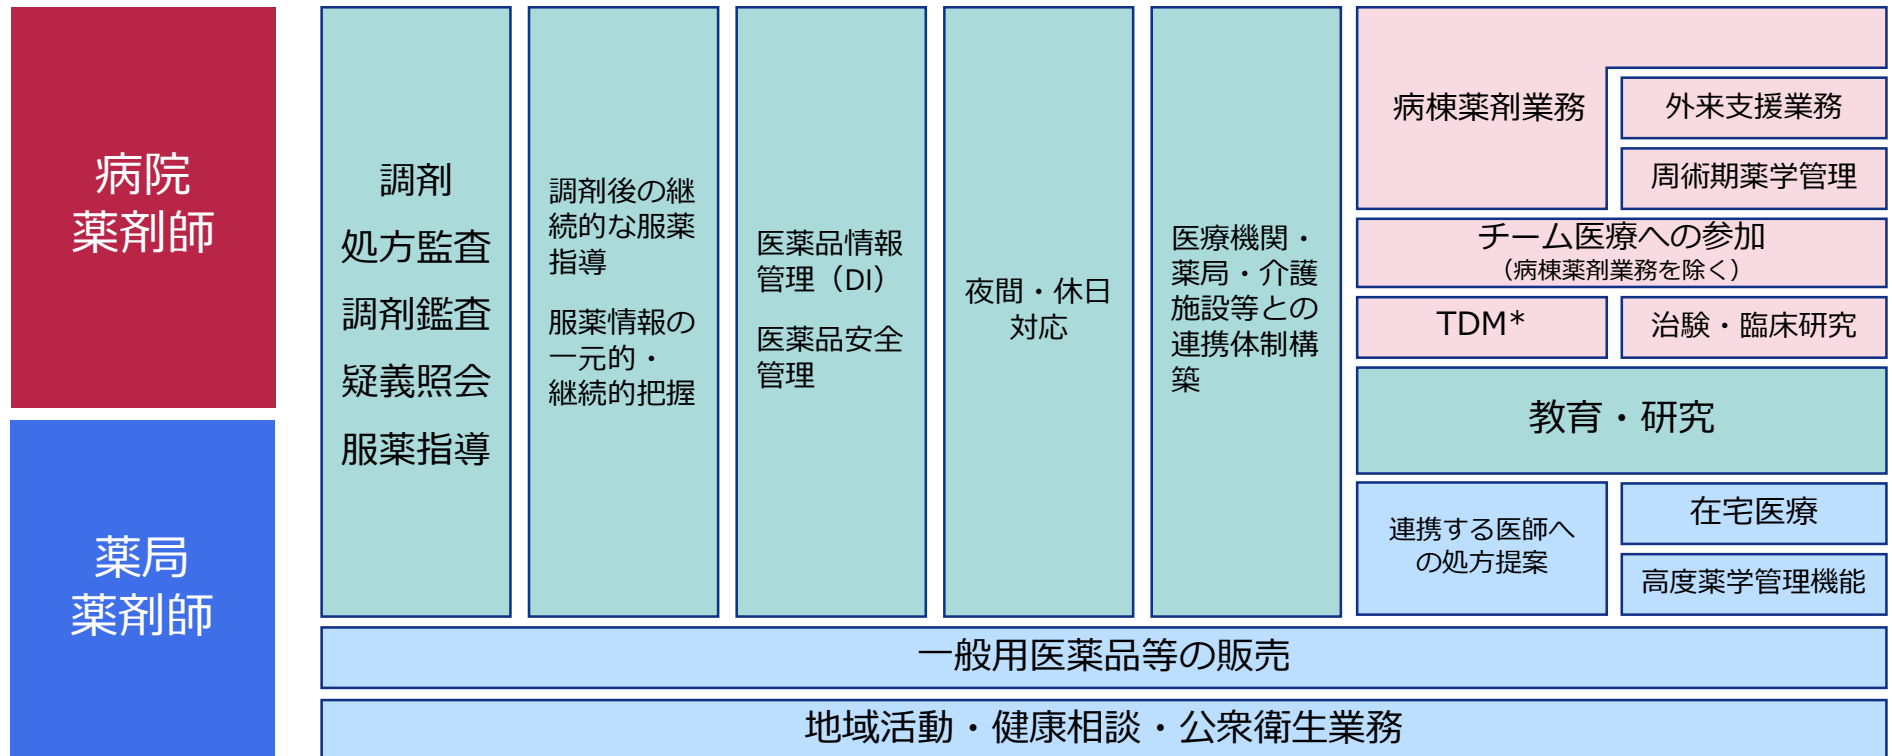 病院
薬剤師
薬局
薬剤師
調剤
処方監査
調剤鑑査
疑義照会
服薬指導
調剤後の継
続的な服薬
指導
服薬情報の
一元的・
継続的把握
医薬品情報
管理（DI）
医薬品安全
管理
夜間・休日
対応
医療機関・
薬局・介護
施設等との
連携体制構
築
病棟薬剤業務
外来支援業務
周術期薬学管理
チーム医療への参加
（病棟薬剤業務を除く）
TDM*
治験・臨床研究
教育・研究
連携する医師へ
の処方提案
在宅医療
高度薬学管理機能
一般用医薬品等の販売
地域活動・健康相談・公衆衛生業務